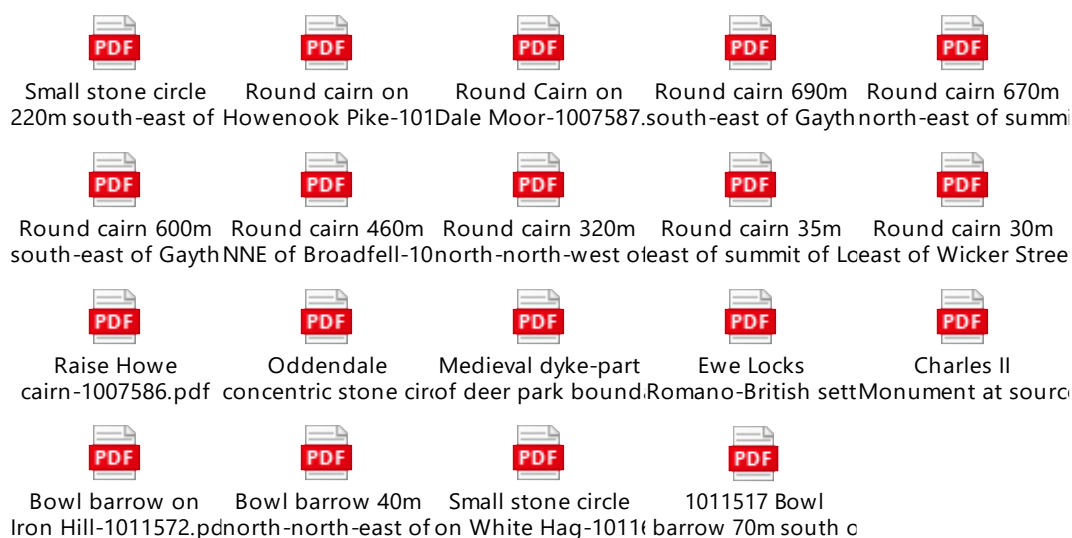 PDF PDF PDF PDF PDF
Small stone circle Round cairn on Round Cairn on Round cairn 690m Round cairn 670m
220m south-east of Howenook Pike-101 Dale Moor-1007587. south-east of Gayth north-east of summi
PDF PDF PDF PDF PDF
Round cairn 600m Round cairn 460m Round cairn 320m Round cairn 35m Round cairn 30m
south-east of Gayth NNE of Broadfell-10 north-north-west of east of summit of Lo east of Wicker Stree
PDF PDF PDF PDF PDF
Raise Howe Oddendale Medieval dyke-part Ewe Locks Charles II
cairn-1007586.pdf concentric stone circ of deer park bound Romano-British sett Monument at source
PDF PDF PDF PDF
Bowl barrow on Bowl barrow 40m Small stone circle 1011517 Bowl
Iron Hill-1011572.pd north-north-east of on White Hag-1011 barrow 70m south o